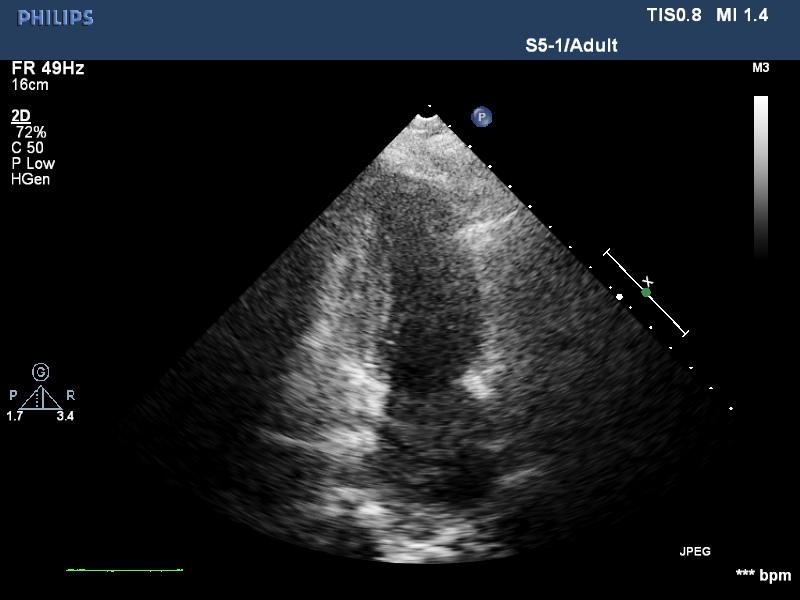 PHILIPS
TIS0.8 MI 1.4
S5-1/Adult
FR 49Hz
16cm
M3
2D
72%
C 50
P Low
HGen
P
G
P R
1.7 3.4
JPEG
*** bpm